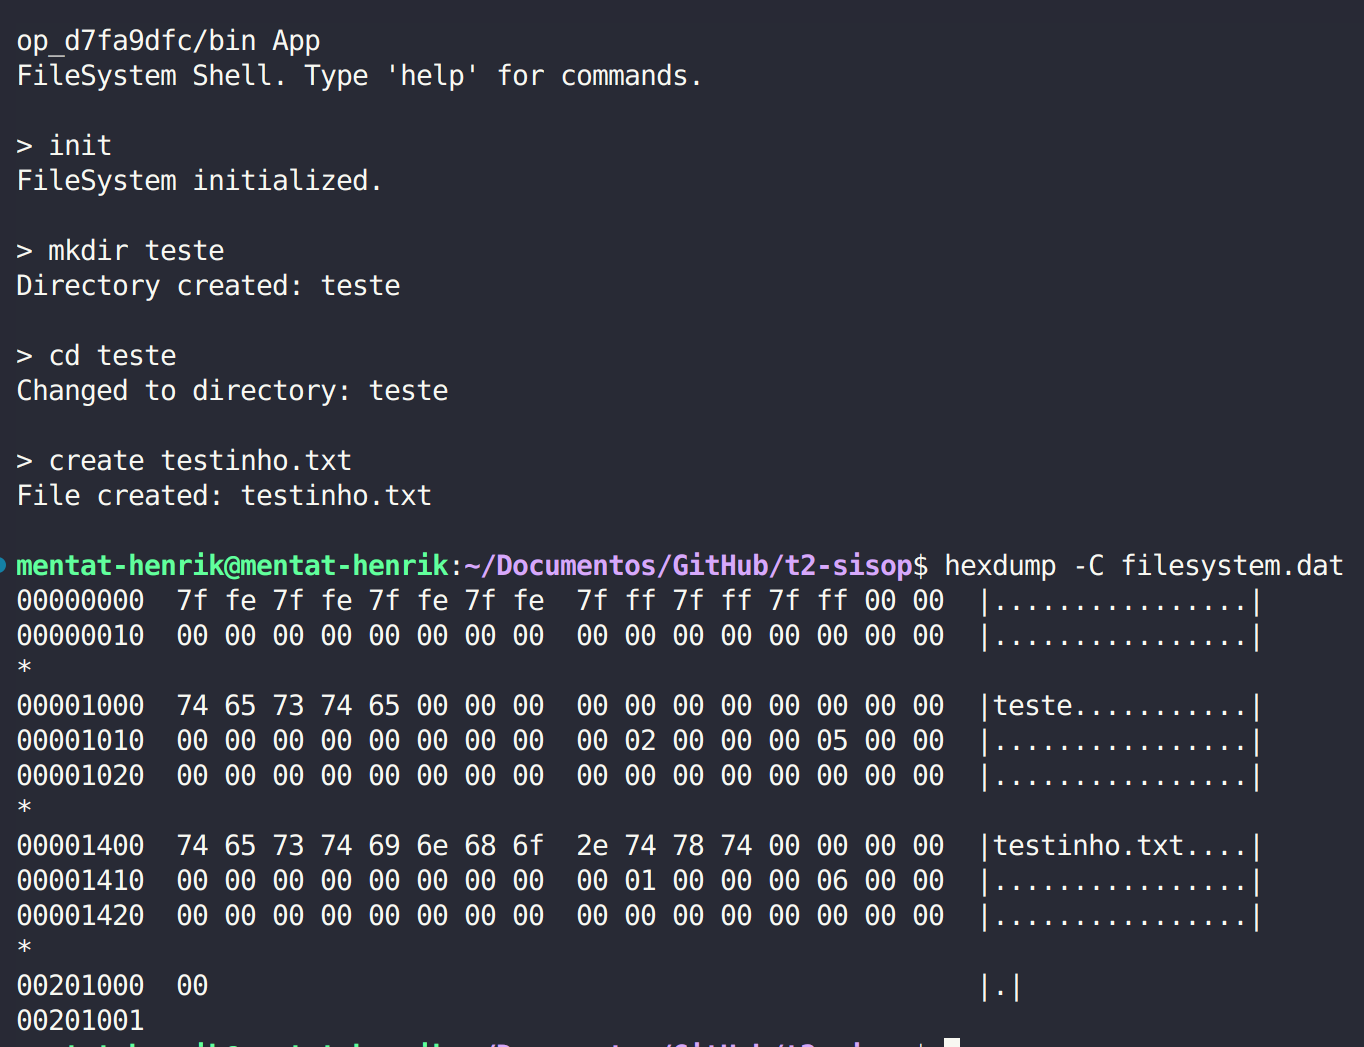 op_d7fa9dfc/bin App
FileSystem Shell. Type 'help' for commands.
> init
FileSystem initialized.
> mkdir teste
Directory created: teste
> cd teste
Changed to directory: teste
> create testinho.txt
File created: testinho.txt
mentat-henrik@mentat-henrik:~/Documentos/GitHub/t2-sisop$ hexdump -C filesystem.dat
00000000  7f fe 7f fe 7f fe 7f fe  7f ff 7f ff 7f ff 00 00  |................|
00000010  00 00 00 00 00 00 00 00  00 00 00 00 00 00 00 00  |................|
*
00001000  74 65 73 74 65 00 00 00  00 00 00 00 00 00 00 00  |teste...........|
00001010  00 00 00 00 00 00 00 00  00 02 00 00 00 05 00 00  |................|
00001020  00 00 00 00 00 00 00 00  00 00 00 00 00 00 00 00  |................|
*
00001400  74 65 73 74 69 6e 68 6f  2e 74 78 74 00 00 00 00  |testinho.txt....|
00001410  00 00 00 00 00 00 00 00  00 01 00 00 00 06 00 00  |................|
00001420  00 00 00 00 00 00 00 00  00 00 00 00 00 00 00 00  |................|
*
00201000  00                                                |.|
00201001